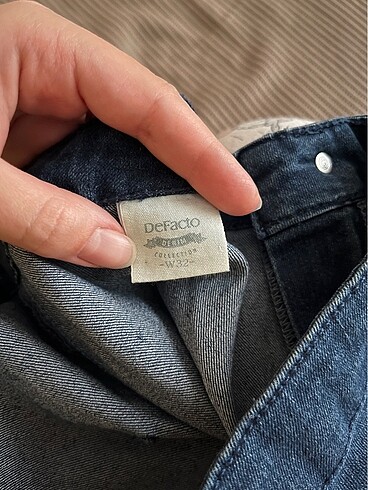 DeFacto
DENIM
COLLECTION
-W32-